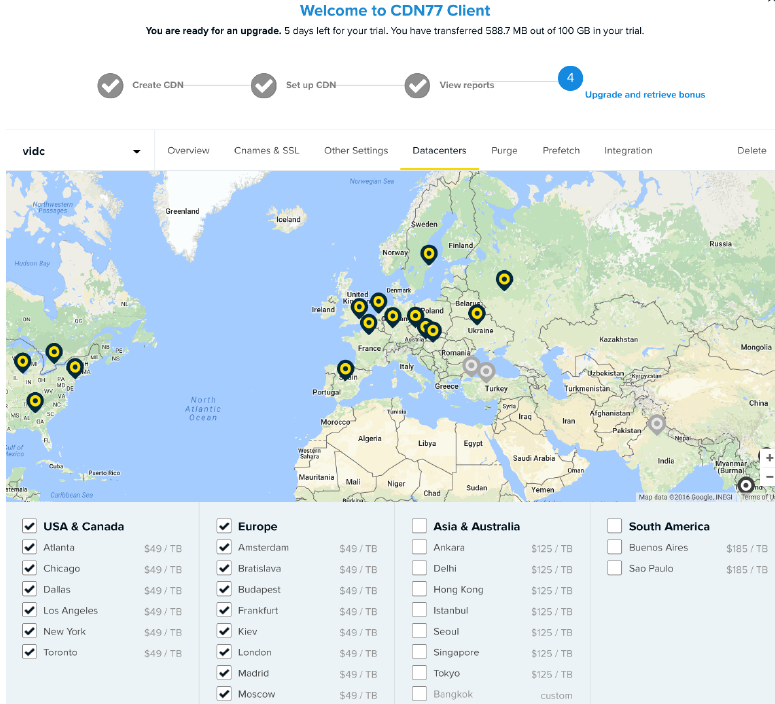 Welcome to CDN77 Client
You are ready for an upgrade. 5 days left for your trial. You have transferred 588.7 MB out of 100 GB in your trial.
Create CDN
Set up CDN
View reports
4
Upgrade and retrieve bonus
vidc
Overview
Cnames & SSL
Other Settings
Datacenters
Purge
Prefetch
Integration
Delete
Norwegian Sea
Northwestern
Passages
Greenland
Iceland
Sweden
Finland
Norway
Russia
Hudson Bay
Denmark
United
Ireland
Poland
Belarus
Ukraine
France
Austria
Romania
Kazakhstan
Mongolia
Italy
Spain
Portugal
Greece
Turkey
Uzbekistan
Kyrgyzstan
Turkmenistan
China
North
Atlantic
Ocean
Tunisia
Morocco
Syria
Iraq
Iran
Afghanistan
Pakistan
Nepal
Algeria
Libya
Egypt
Western
Sahara
Saudi Arabia
Oman
India
Myanmar
(Burma)
Cuba
Puerto Rico
Mauritania
Mali
Niger
Chad
Sudan
Yemen
Caribbean Sea
Map data ©2016 Google, INEGI
Terms of U
USA & Canada
Atlanta $49 / TB
Chicago $49 / TB
Dallas $49 / TB
Los Angeles $49 / TB
New York $49 / TB
Toronto $49 / TB
Europe
Amsterdam $49 / TB
Bratislava $49 / TB
Budapest $49 / TB
Frankfurt $49 / TB
Kiev $49 / TB
London $49 / TB
Madrid $49 / TB
Moscow $49 / TB
Asia & Australia
Ankara $125 / TB
Delhi $125 / TB
Hong Kong $125 / TB
Istanbul $125 / TB
Seoul $125 / TB
Singapore $125 / TB
Tokyo $125 / TB
Bangkok custom
South America
Buenos Aires $185 / TB
Sao Paulo $185 / TB